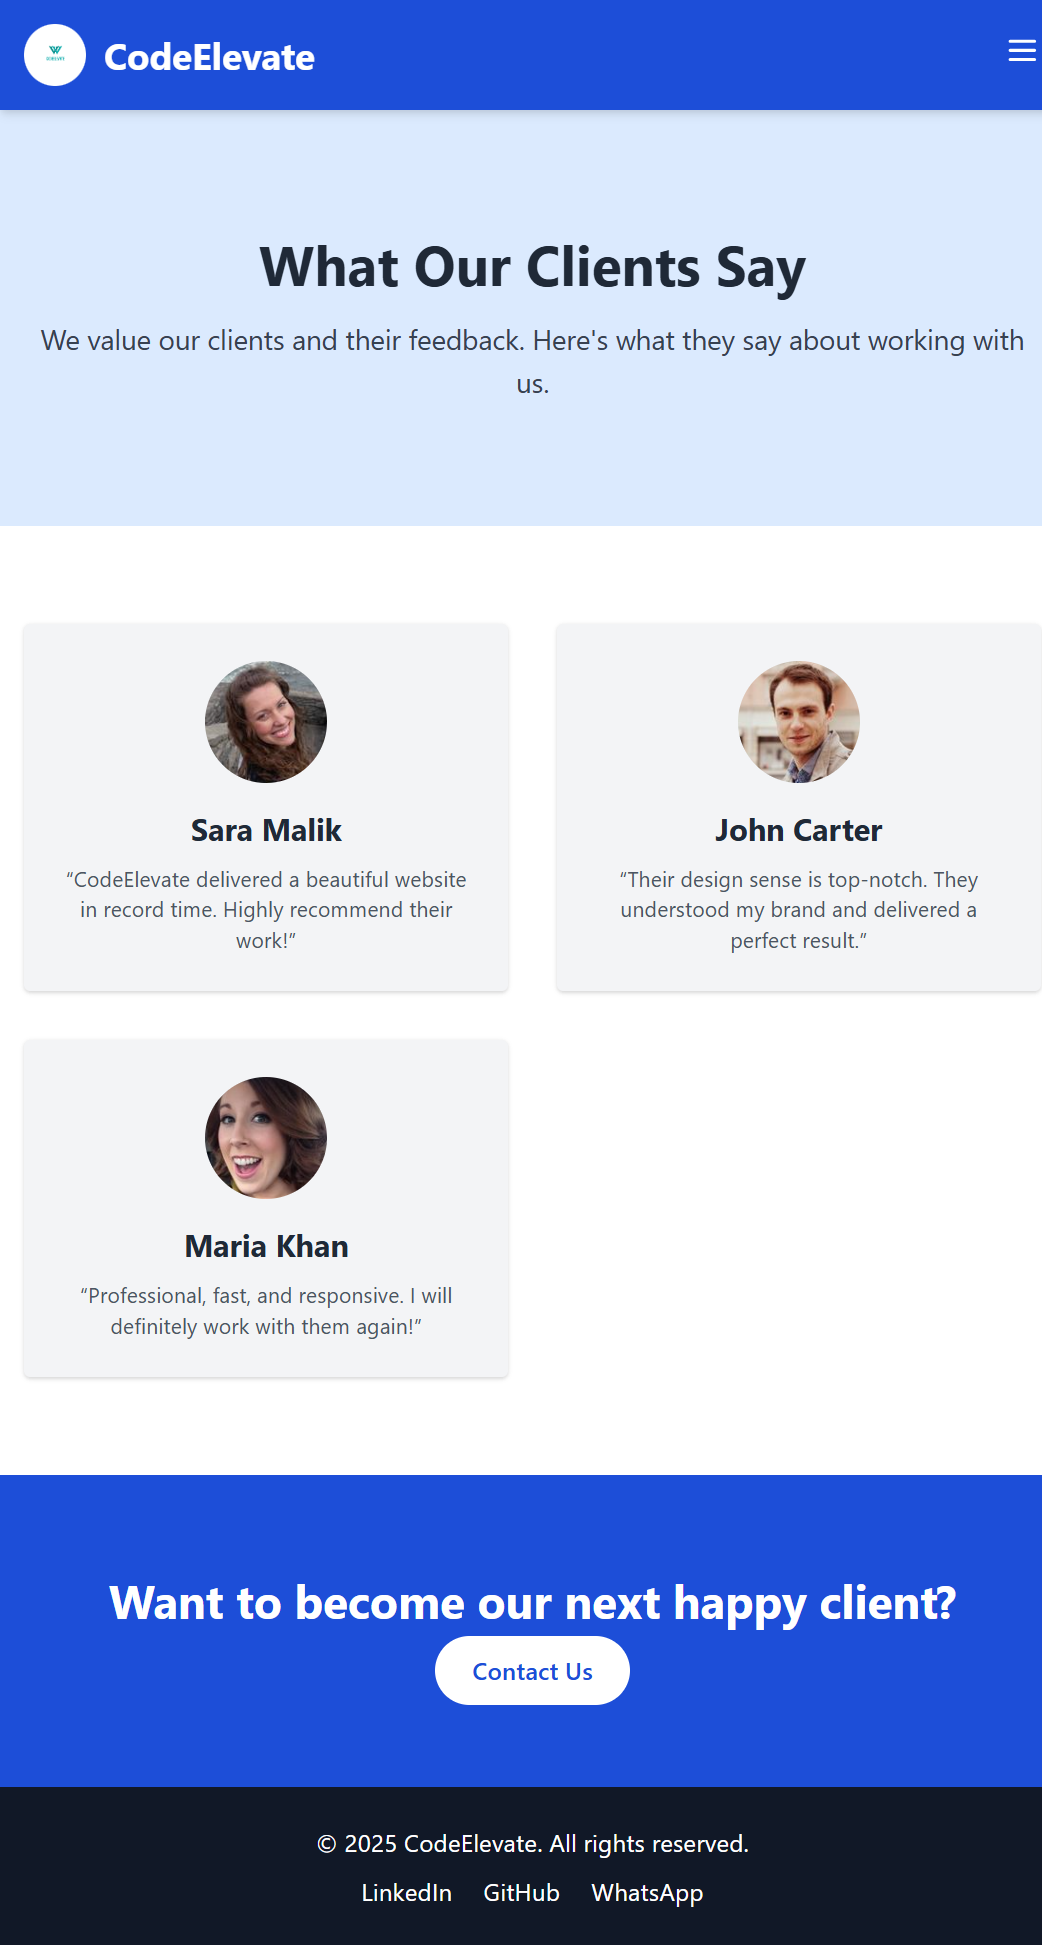 CodeElevate
What Our Clients Say
We value our clients and their feedback. Here's what they say about working with
us.
Sara Malik
“CodeElevate delivered a beautiful website
in record time. Highly recommend their
work!”
John Carter
“Their design sense is top-notch. They
understood my brand and delivered a
perfect result.”
Maria Khan
“Professional, fast, and responsive. I will
definitely work with them again!”
Want to become our next happy client?
Contact Us
© 2025 CodeElevate. All rights reserved.
LinkedIn GitHub WhatsApp